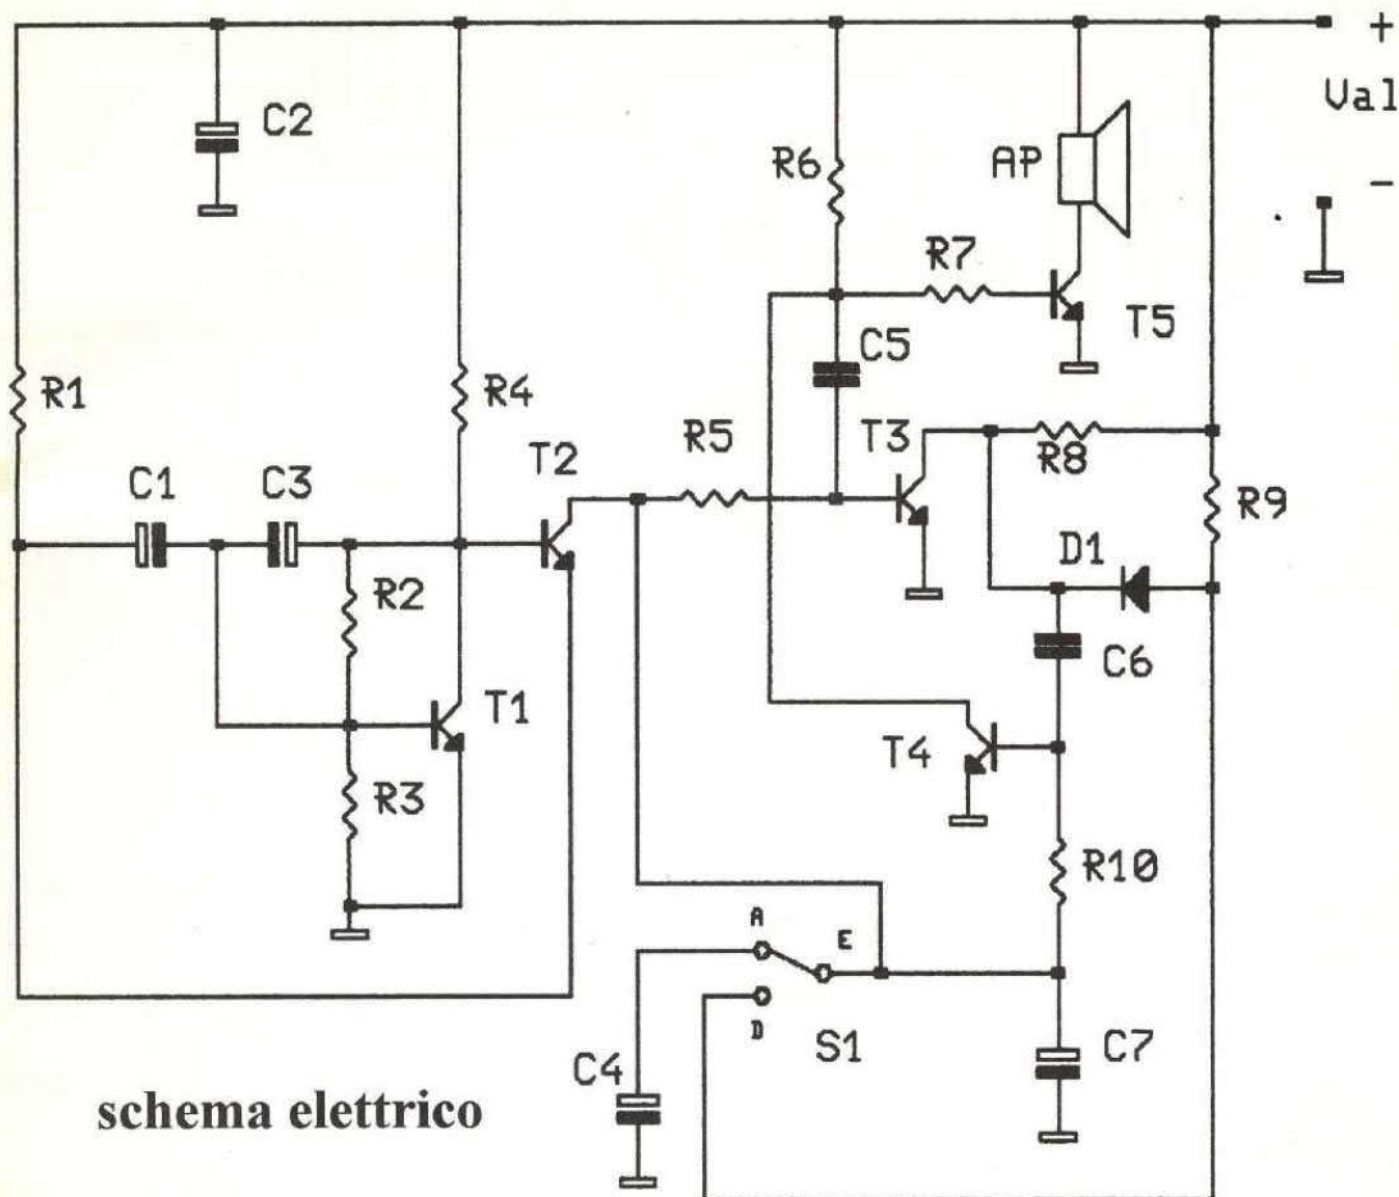 +
C2
Val
R6
AP
-
R7
T5
C5
R1
R4
R5
T3
T2
R8
C1
C3
R9
D1
R2
C6
T1
T4
R3
R10
A
E
D
S1
C7
C4
schema elettrico